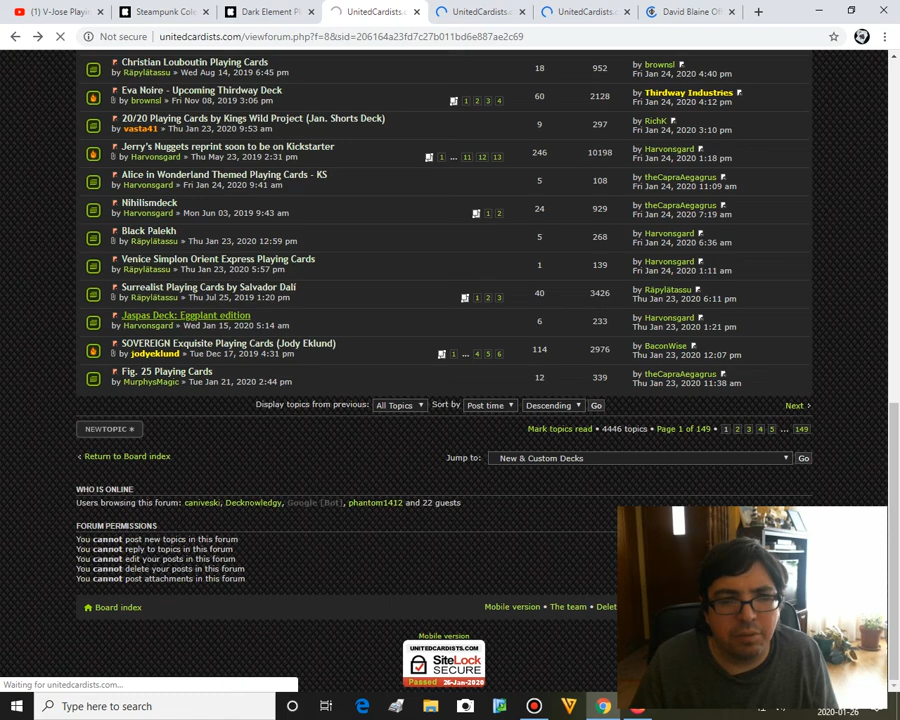 (1) V-Jose Playi
Steampunk Cole
Dark Element Pl
UnitedCardists.c
UnitedCardists.c
UnitedCardists.c
David Blaine Of
Not secure | unitedcardists.com/viewforum.php?f=8&sid=206164a23fd7c27b011bd6e887ae2c69
Christian Louboutin Playing Cards
by Räpylätassu » Wed Aug 14, 2019 6:45 pm
18 952
by brownsl
Fri Jan 24, 2020 4:40 pm
Eva Noire - Upcoming Thirdway Deck
by brownsl » Fri Nov 08, 2019 3:06 pm
1 2 3 4
60 2128
by Thirdway Industries
Fri Jan 24, 2020 4:12 pm
20/20 Playing Cards by Kings Wild Project (Jan. Shorts Deck)
by vasta41 » Thu Jan 23, 2020 9:53 am
9 297
by RichK
Fri Jan 24, 2020 3:10 pm
Jerry's Nuggets reprint soon to be on Kickstarter
by Harvonsgard » Thu May 23, 2019 2:31 pm
1 ... 11 12 13
246 10198
by Harvonsgard
Fri Jan 24, 2020 1:18 pm
Alice in Wonderland Themed Playing Cards - KS
by Harvonsgard » Fri Jan 24, 2020 9:41 am
5 108
by theCapraAegagrus
Fri Jan 24, 2020 11:09 am
Nihilismdeck
by Harvonsgard » Mon Jun 03, 2019 9:43 am
1 2
24 929
by theCapraAegagrus
Fri Jan 24, 2020 7:19 am
Black Palekh
by Räpylätassu » Thu Jan 23, 2020 12:59 pm
5 268
by Harvonsgard
Fri Jan 24, 2020 6:36 am
Venice Simplon Orient Express Playing Cards
by Räpylätassu » Thu Jan 23, 2020 5:57 pm
1 139
by Harvonsgard
Fri Jan 24, 2020 1:11 am
Surrealist Playing Cards by Salvador Dalí
by Räpylätassu » Thu Jul 25, 2019 1:20 pm
1 2 3
40 3426
by Räpylätassu
Thu Jan 23, 2020 6:11 pm
Jaspas Deck: Eggplant edition
by Harvonsgard » Wed Jan 15, 2020 5:14 am
6 233
by Harvonsgard
Thu Jan 23, 2020 1:21 pm
SOVEREIGN Exquisite Playing Cards (Jody Eklund)
by jodyeklund » Tue Dec 17, 2019 4:31 pm
1 ... 4 5 6
114 2976
by BaconWise
Thu Jan 23, 2020 12:07 pm
Fig. 25 Playing Cards
by MurphysMagic » Tue Jan 21, 2020 2:44 pm
12 339
by theCapraAegagrus
Thu Jan 23, 2020 11:38 am
Display topics from previous: All Topics Sort by Post time Descending Go
Next
NEWTOPIC
Mark topics read • 4446 topics • Page 1 of 149 • 1 2 3 4 5 ... 149
Return to Board index
Jump to: New & Custom Decks Go
WHO IS ONLINE
Users browsing this forum: caniveski, Decknowledgy, Google [Bot], phantom1412 and 22 guests
FORUM PERMISSIONS
You cannot post new topics in this forum
You cannot reply to topics in this forum
You cannot edit your posts in this forum
You cannot delete your posts in this forum
You cannot post attachments in this forum
Board index
Mobile version • The team • Delet
Mobile version
UNITEDCARDISTS.COM
SiteLock
SECURE
Passed 26-Jan-2020
Waiting for unitedcardists.com...
Type here to search
2020-01-26